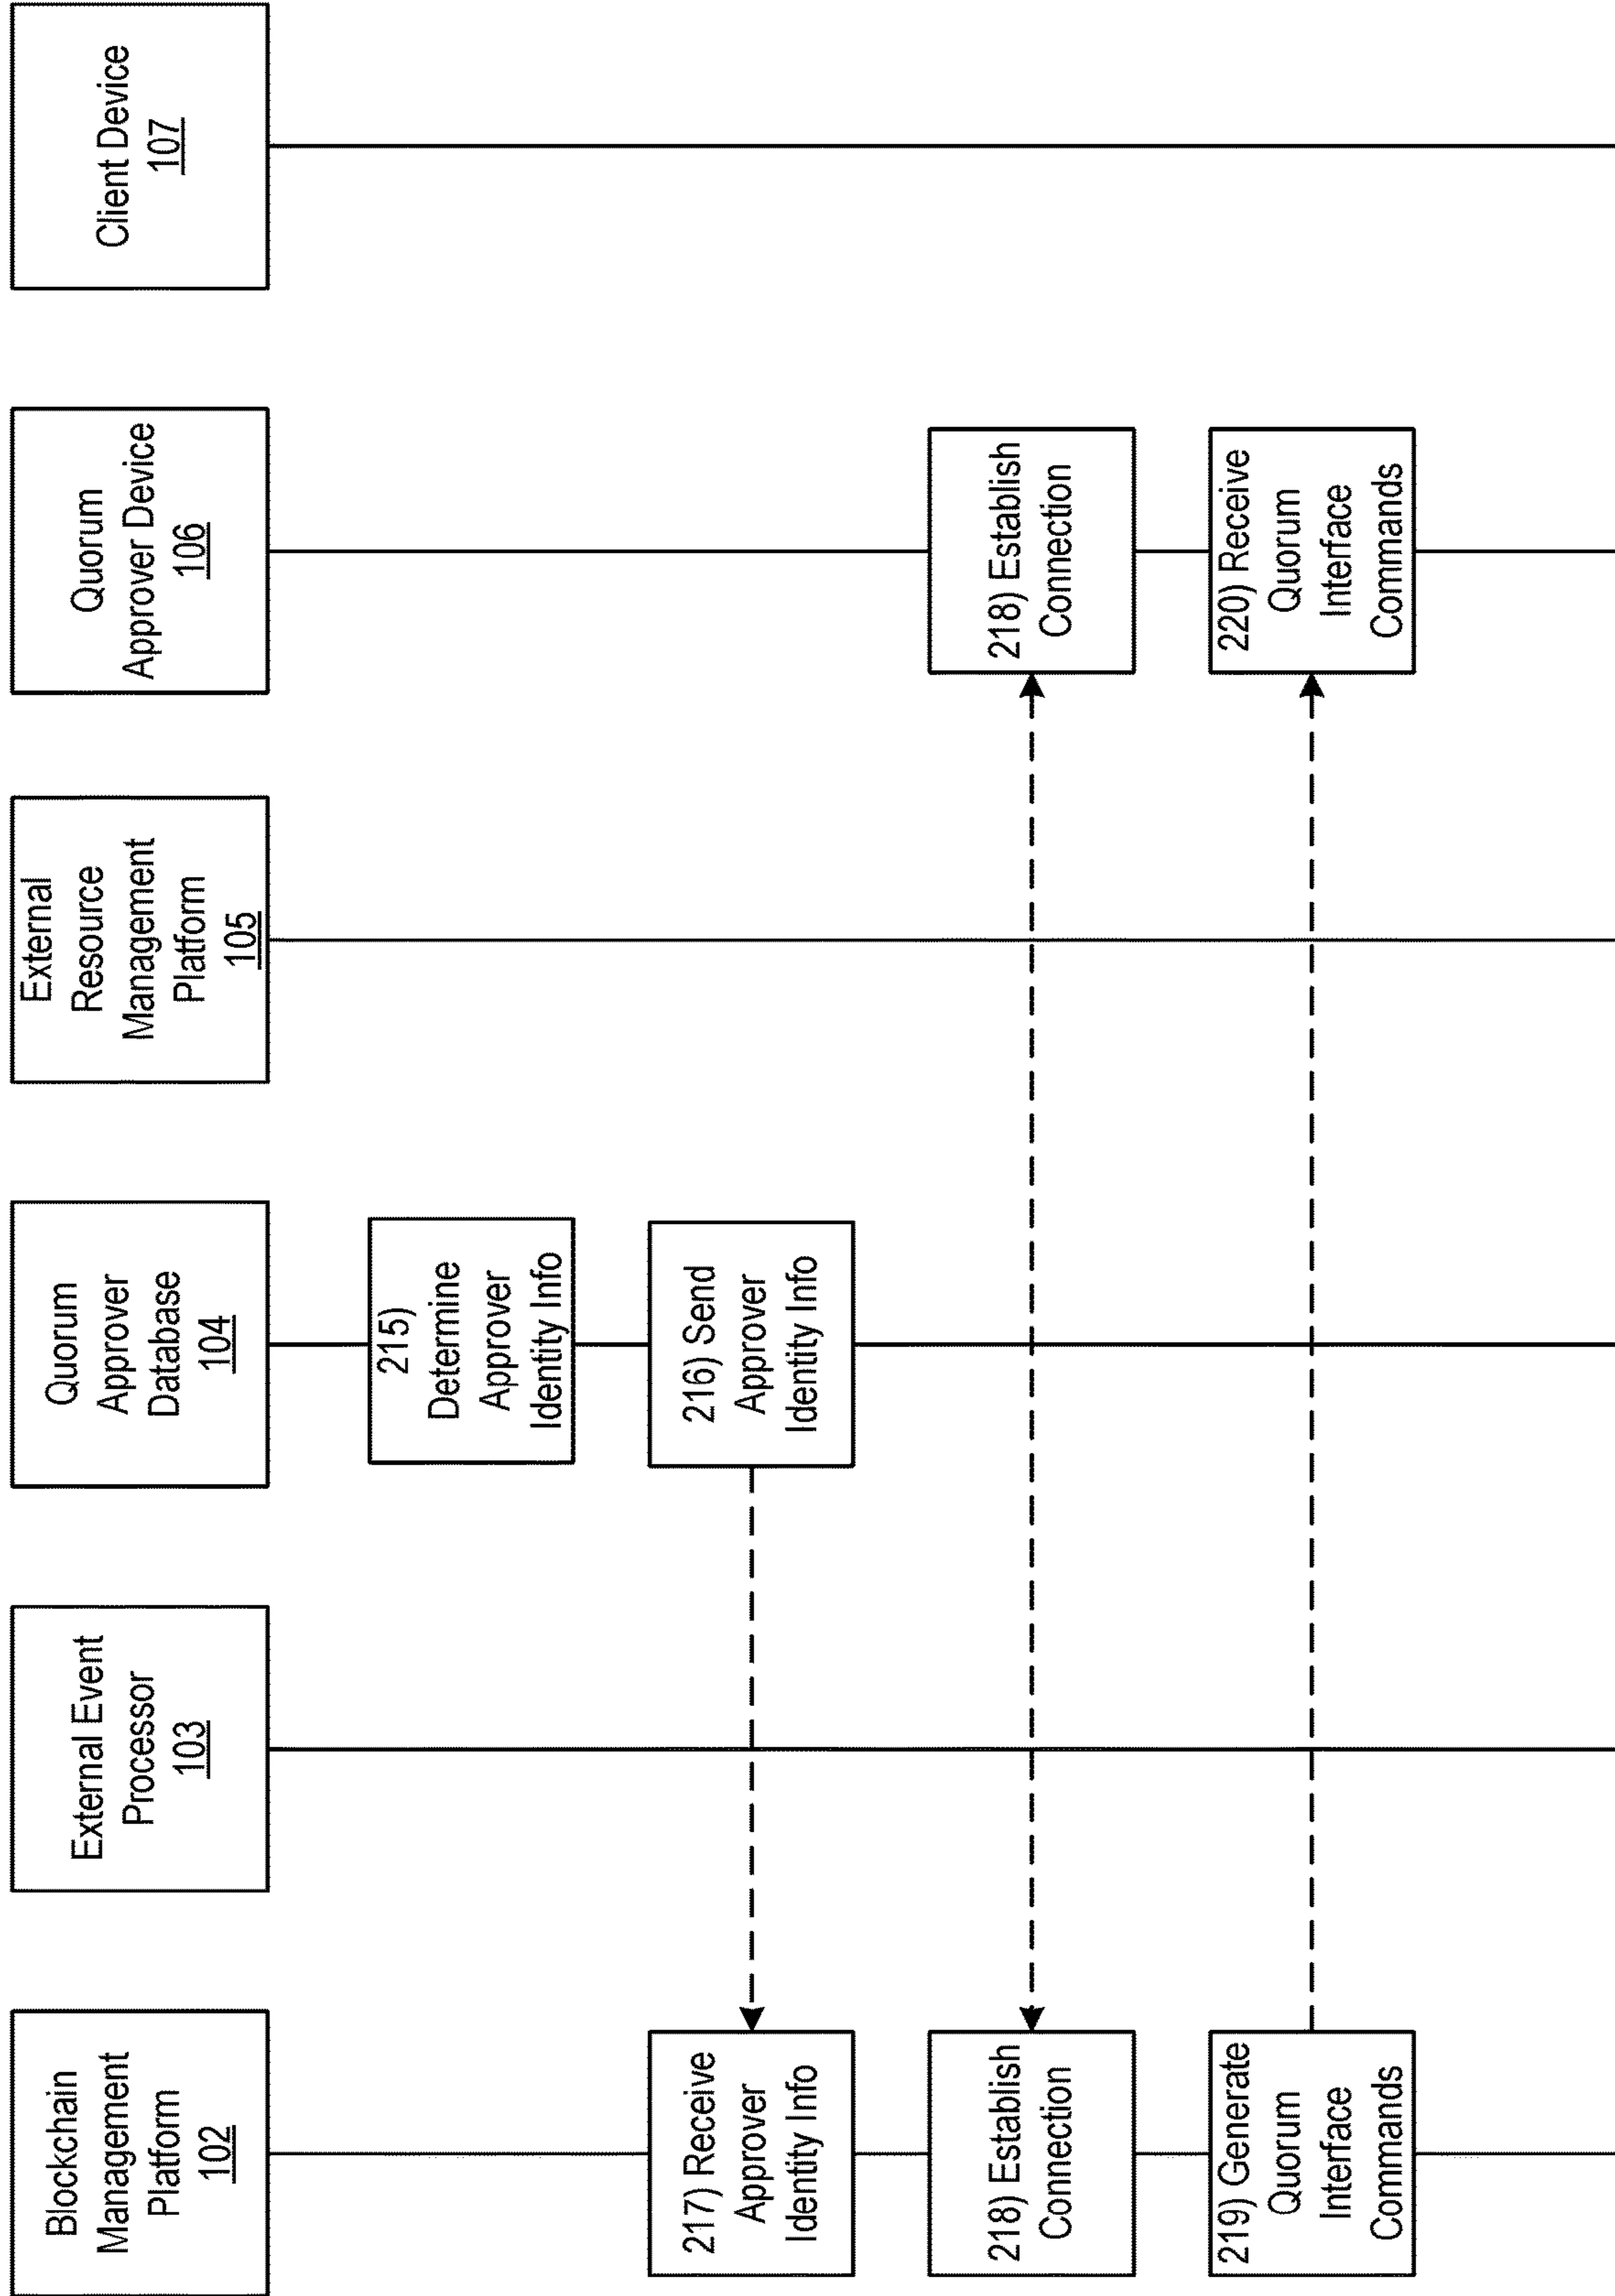 Blockchain
Management
Platform
102
External Event
Processor
103
Quorum
Approver
Database
104
External
Resource
Management
Platform
105
Quorum
Approver Device
106
Client Device
107
215)
Determine
Approver
Identity Info
217) Receive
Approver
Identity Info
216) Send
Approver
Identity Info
218) Establish
Connection
218) Establish
Connection
219) Generate
Quorum
Interface
Commands
220) Receive
Quorum
Interface
Commands